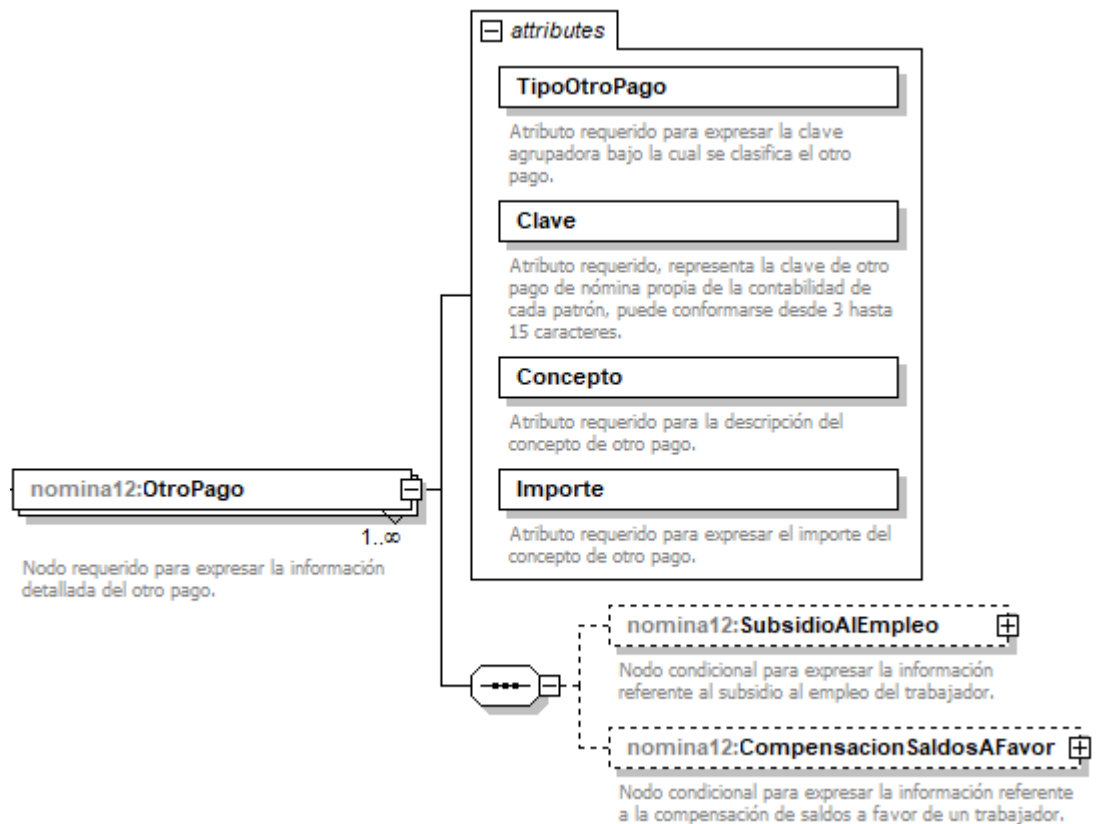 attributes
TipoOtroPago
Atributo requerido para expresar la clave
agrupadora bajo la cual se clasifica el otro
pago.
Clave
Atributo requerido, representa la clave de otro
pago de nómina propia de la contabilidad de
cada patrón, puede conformarse desde 3 hasta
15 caracteres.
Concepto
Atributo requerido para la descripción del
concepto de otro pago.
Importe
Atributo requerido para expresar el importe del
concepto de otro pago.
nomina12:OtroPago
1..∞
Nodo requerido para expresar la información
detallada del otro pago.
nomina12:SubsidioAlEmpleo
Nodo condicional para expresar la información
referente al subsidio al empleo del trabajador.
nomina12:CompensacionSaldosAFavor
Nodo condicional para expresar la información referente
a la compensación de saldos a favor de un trabajador.